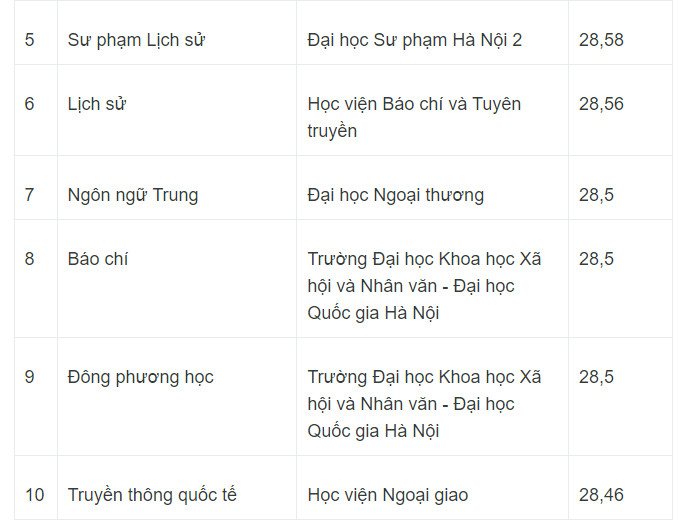 5 Sư phạm Lịch sử Đại học Sư phạm Hà Nội 2 28,58
6 Lịch sử Học viện Báo chí và Tuyên 28,56
truyền
7 Ngôn ngữ Trung Đại học Ngoại thương 28,5
8 Báo chí Trường Đại học Khoa học Xã 28,5
hội và Nhân văn - Đại học
Quốc gia Hà Nội
9 Đông phương học Trường Đại học Khoa học Xã 28,5
hội và Nhân văn - Đại học
Quốc gia Hà Nội
10 Truyền thông quốc tế Học viện Ngoại giao 28,46